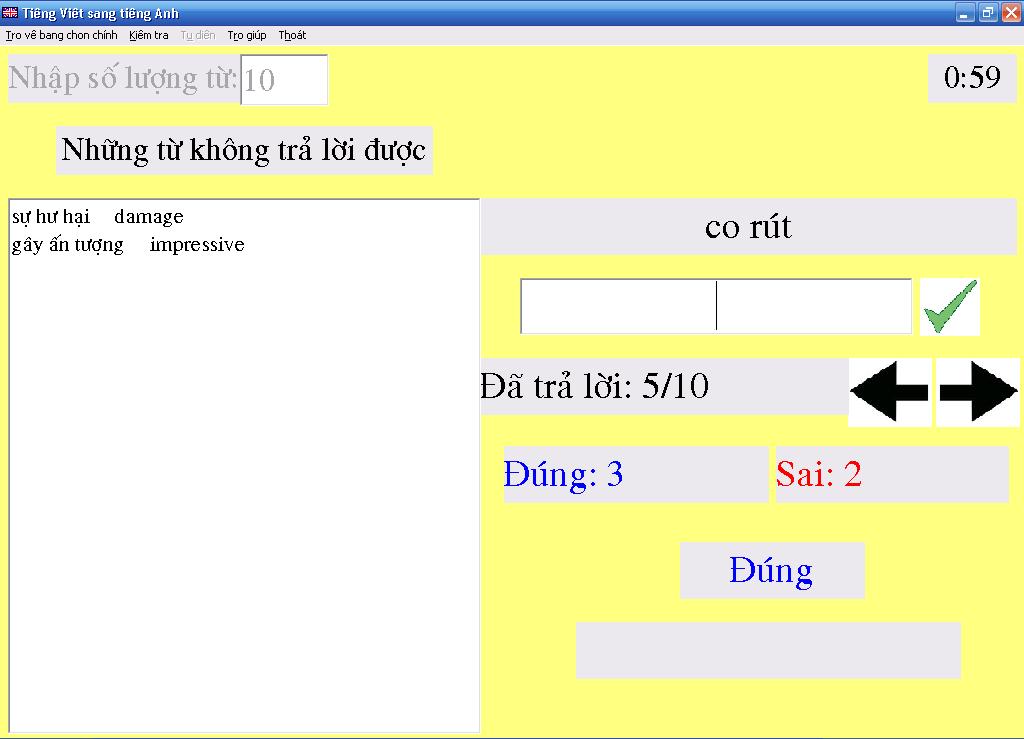 Tiếng Viêt sang tiêng Anh
Tro vê bang chon chính Kiêm tra Tu diên Tro giúp Thoát
Nhập số lượng từ: 10
0:59
Những từ không trả lời được
sự hư hại damage
gây ấn tượng impressive
co rút
Đã trả lời: 5/10
Đúng: 3
Sai: 2
Đúng